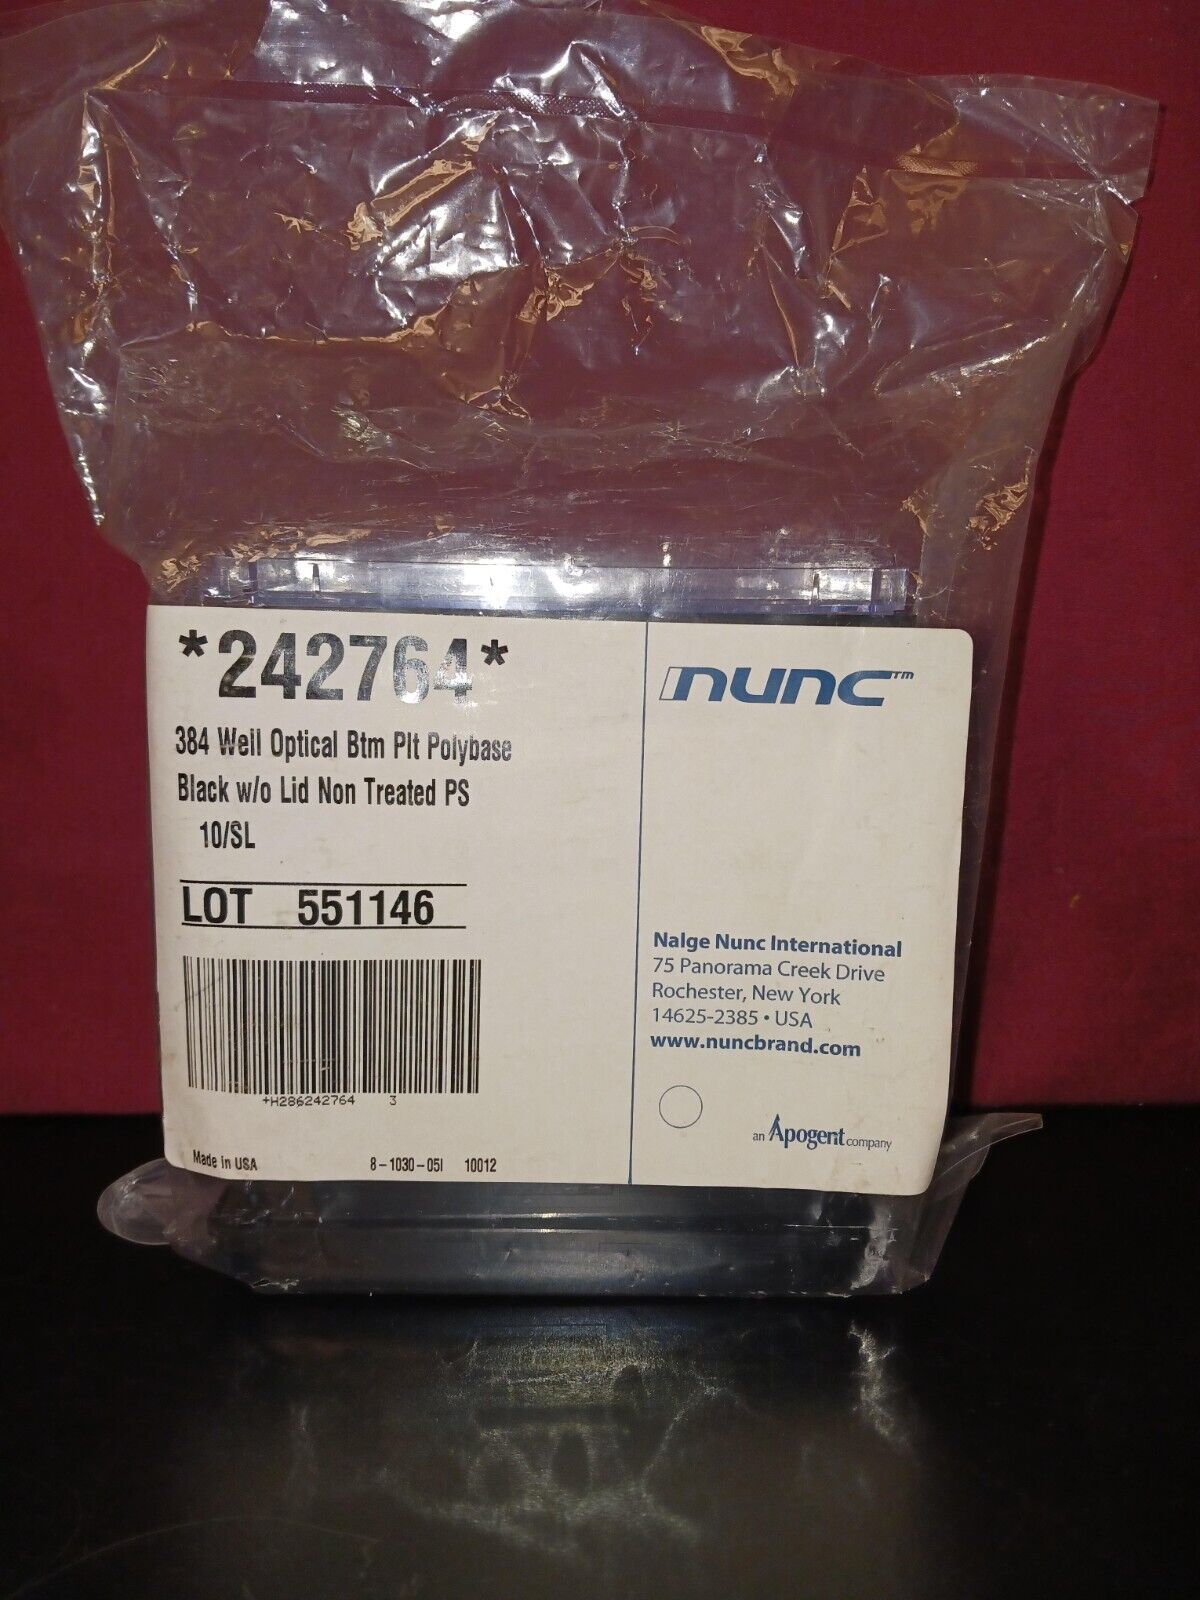 *242764*
384 Well Optical Btm Plt Polybase
Black w/o Lid Non Treated PS
10/SL
LOT 551146
+H286242764 3
Made in USA 8-1030-05I 10012
nunc™
Nalge Nunc International
75 Panorama Creek Drive
Rochester, New York
14625-2385 • USA
www.nuncbrand.com
an Apogent company